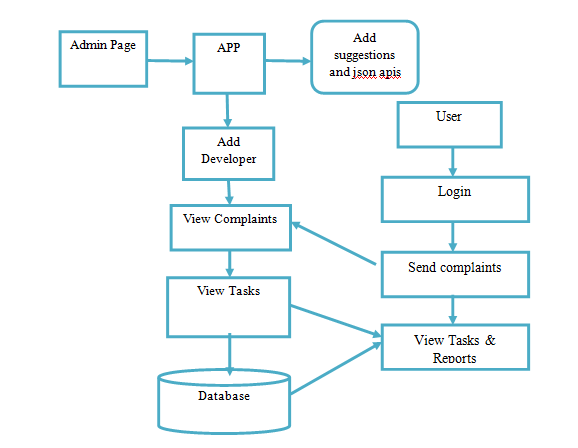 Admin Page
APP
Add
suggestions
and json apis
User
Add
Developer
Login
View Complaints
Send complaints
View Tasks
View Tasks &
Reports
Database